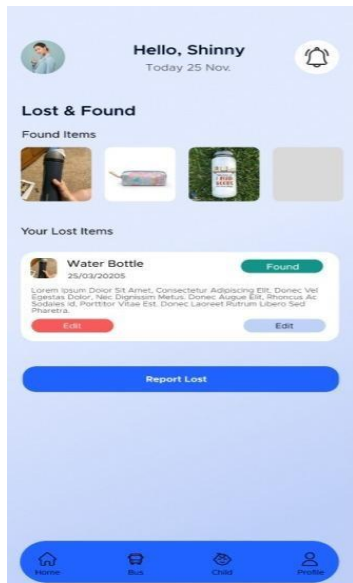 Hello, Shinny
Today 25 Nov.
Lost & Found
Found Items
Your Lost Items
Water Bottle
25/03/20205
Found
Lorem Ipsum Dolor Sit Amet, Consectetur Adipiscing Elit, Donec Vel
Egestas Dolor, Nec Dignissim Metus. Donec Augue Elit, Rhoncus Ac
Sodales Id, Porttitor Vitae Est. Donec Laoreet Rutrum Libero Sed
Pharetra.
Edit
Edit
Report Lost
Home
Bus
Child
Profile